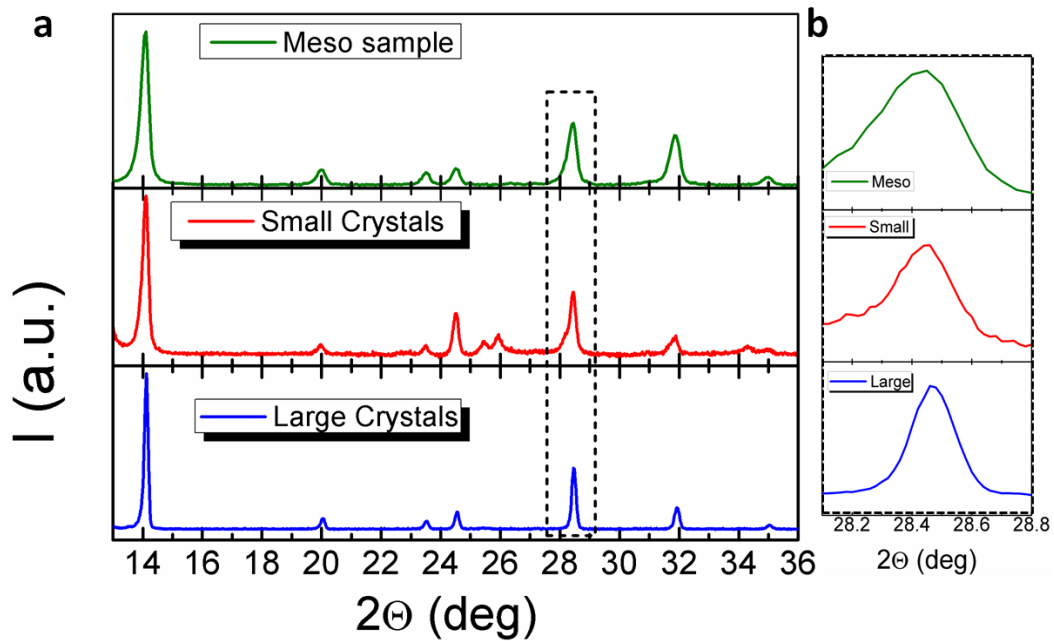 a
Meso sample
Small Crystals
Large Crystals
I (a.u.)
14 16 18 20 22 24 26 28 30 32 34 36
2Θ (deg)
b
Meso
Small
Large
28.2 28.4 28.6 28.8
2Θ (deg)